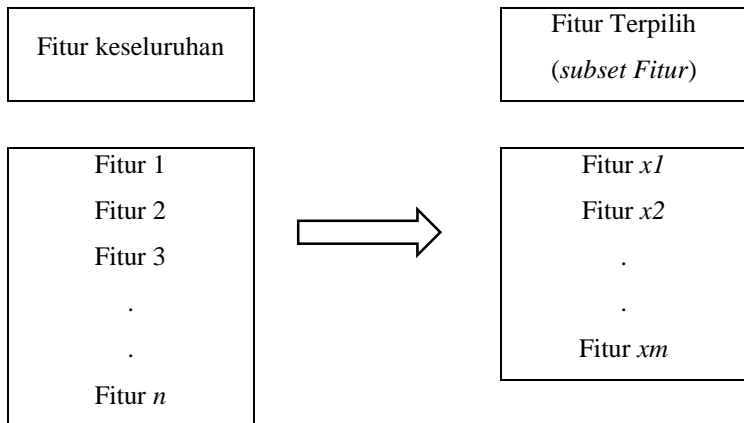 Fitur keseluruhan
Fitur Terpilih
(subset Fitur)
Fitur 1
Fitur 2
Fitur 3
.
.
Fitur n
Fitur x1
Fitur x2
.
.
Fitur xm